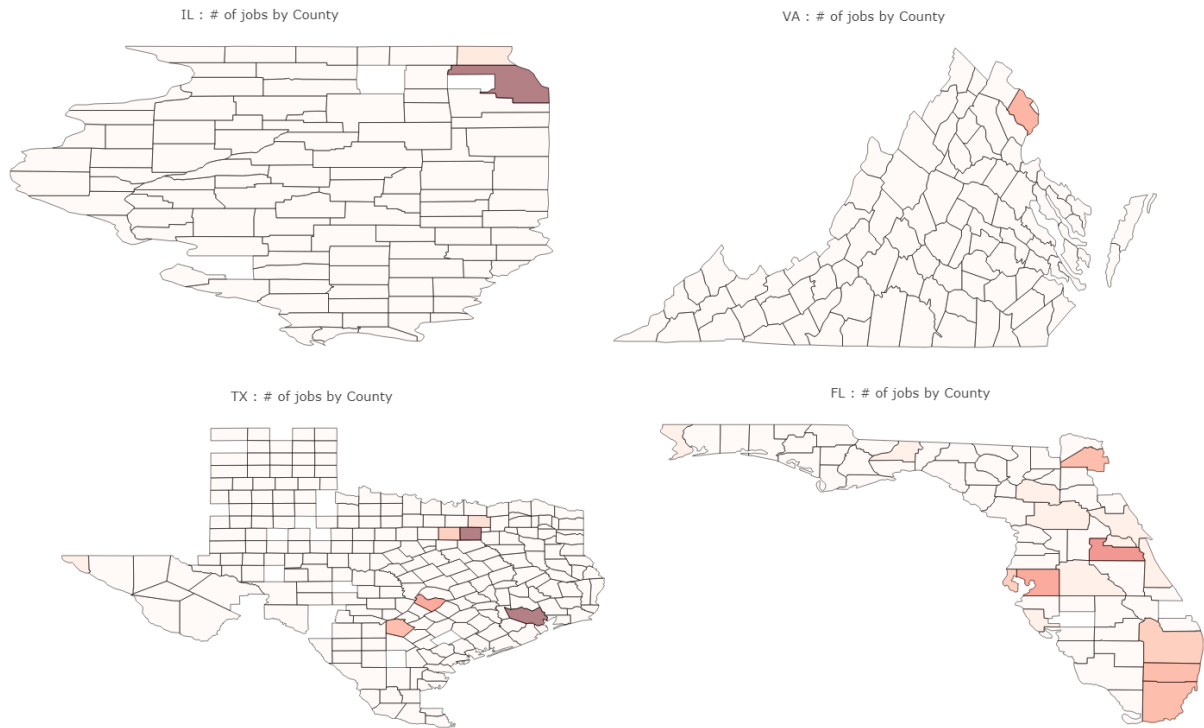 IL : # of jobs by County
VA : # of jobs by County
TX : # of jobs by County
FL : # of jobs by County